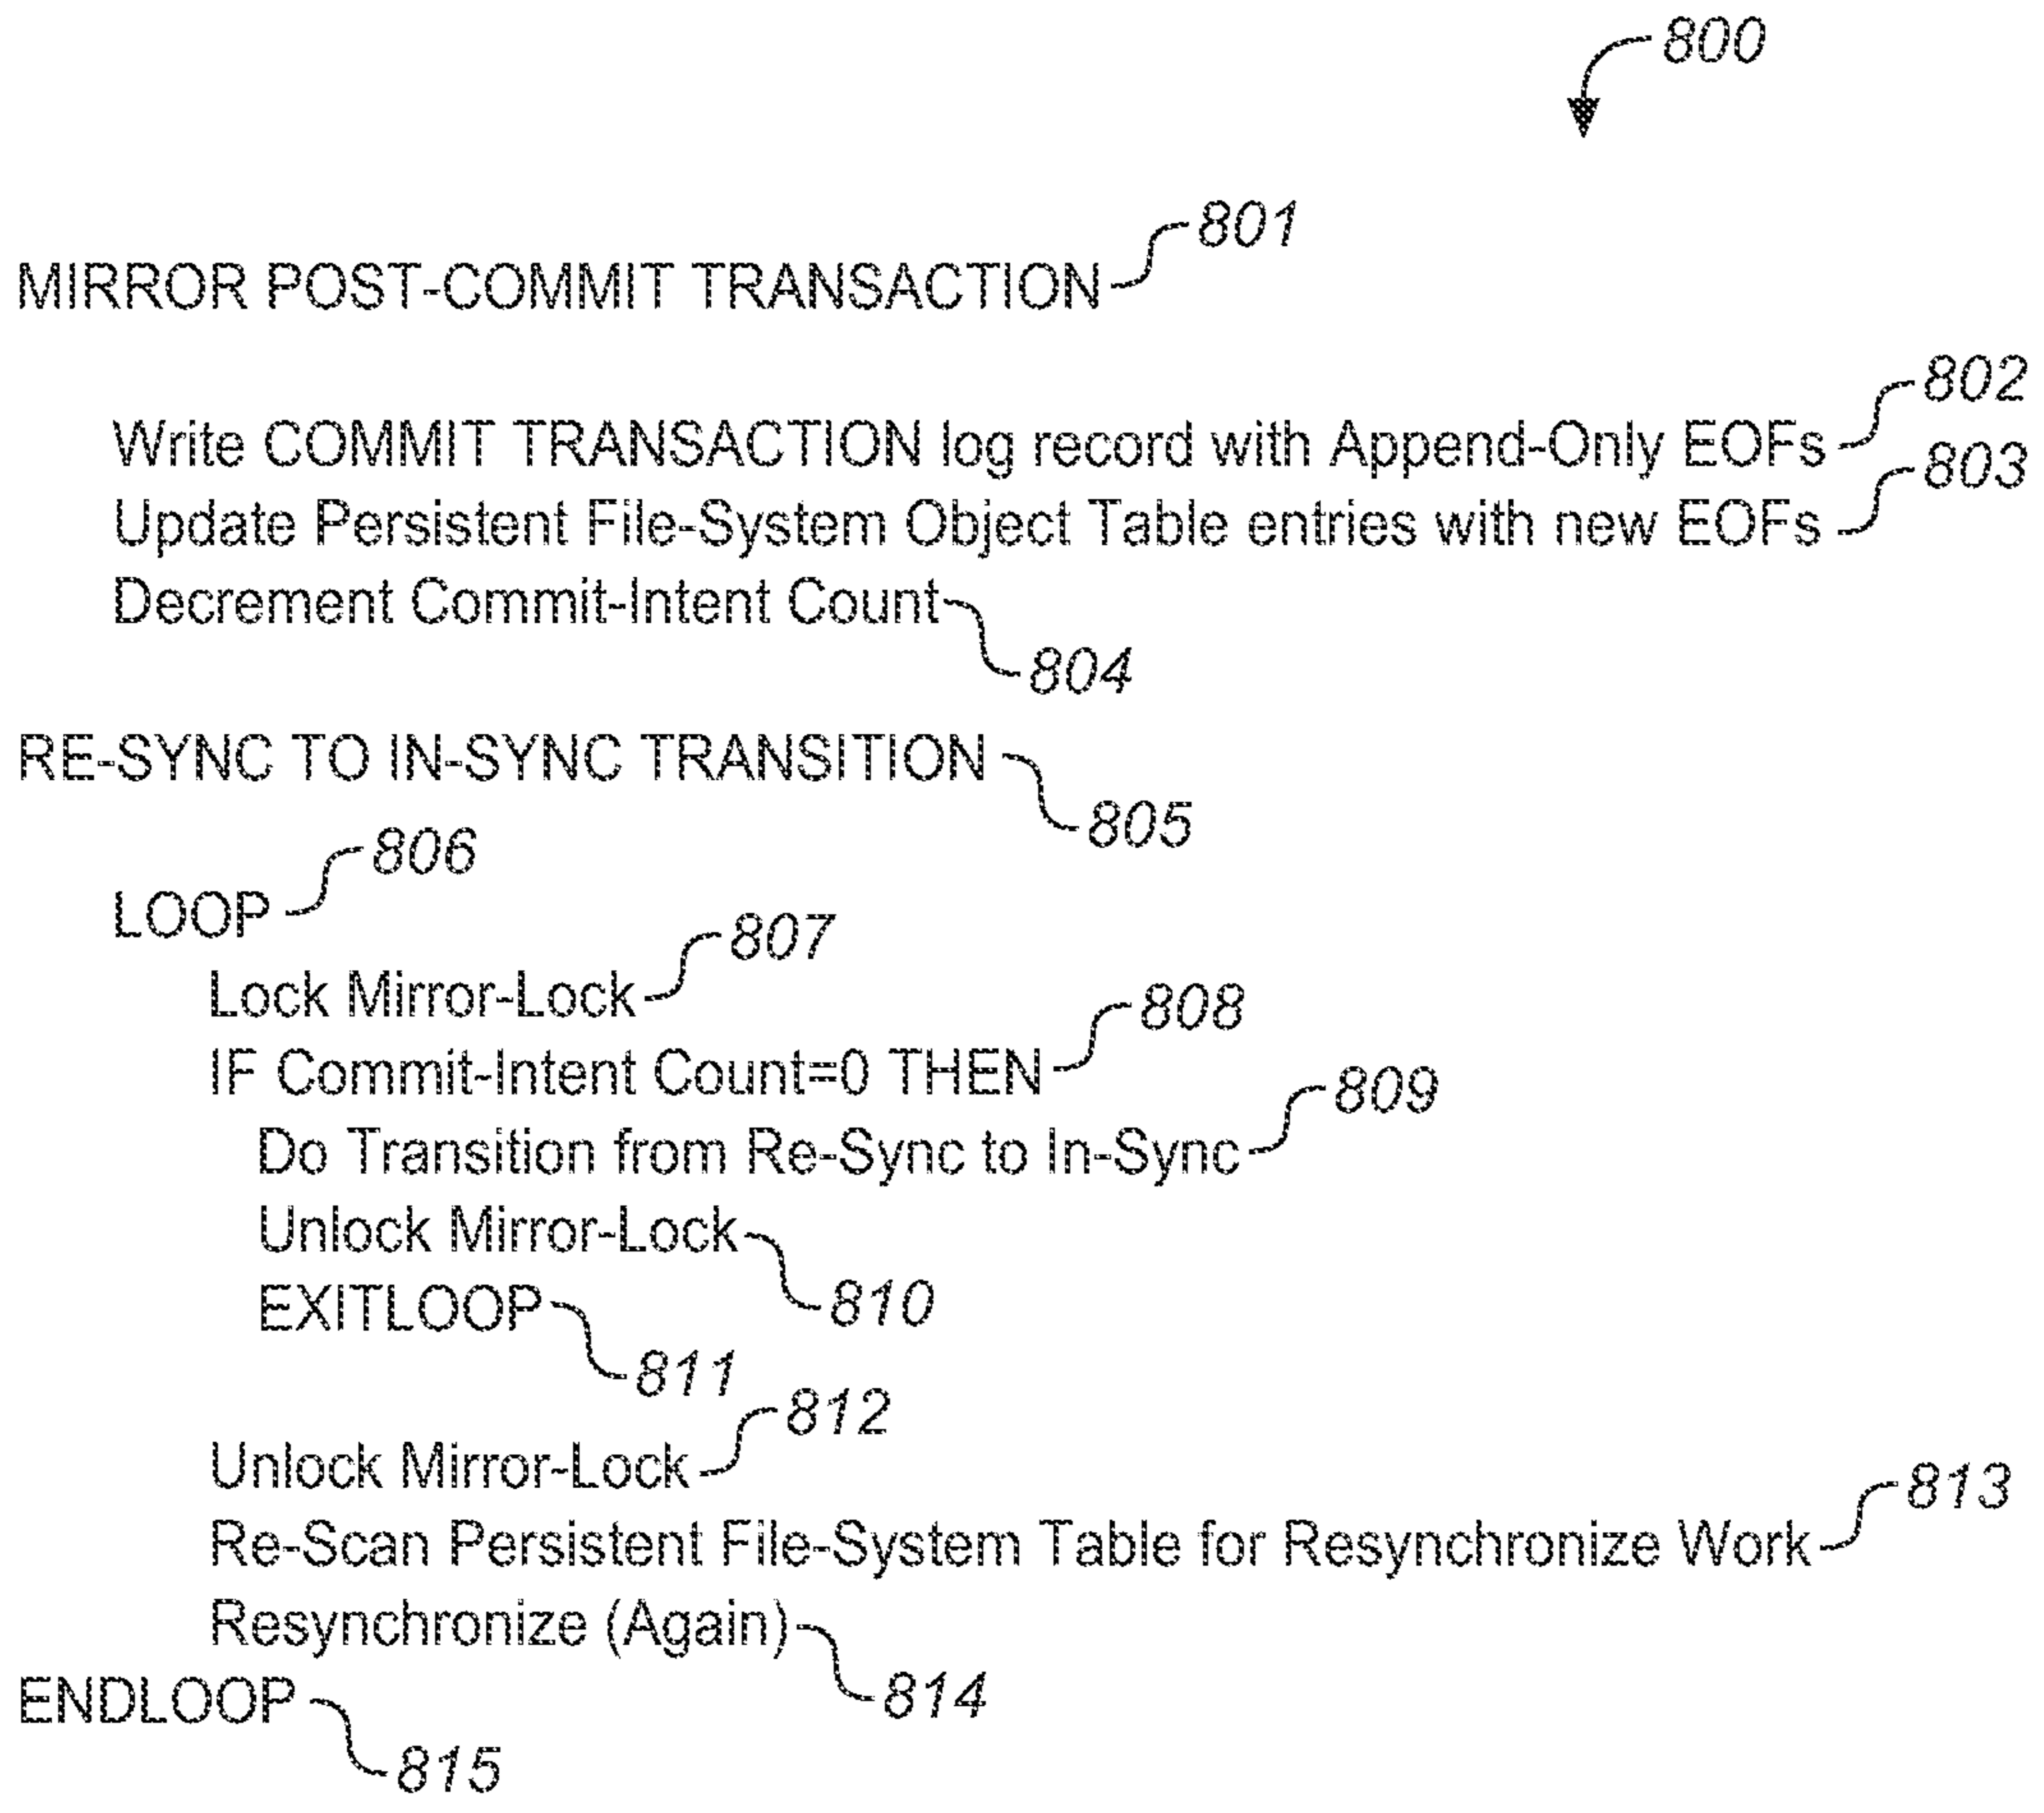 800
MIRROR POST-COMMIT TRANSACTION 801
Write COMMIT TRANSACTION log record with Append-Only EOFs 802
Update Persistent File-System Object Table entries with new EOFs 803
Decrement Commit-Intent Count 804
RE-SYNC TO IN-SYNC TRANSITION 805
LOOP 806
Lock Mirror-Lock 807
IF Commit-Intent Count=0 THEN 808
Do Transition from Re-Sync to In-Sync 809
Unlock Mirror-Lock 810
EXITLOOP 811
Unlock Mirror-Lock 812
Re-Scan Persistent File-System Table for Resynchronize Work 813
Resynchronize (Again) 814
ENDLOOP 815